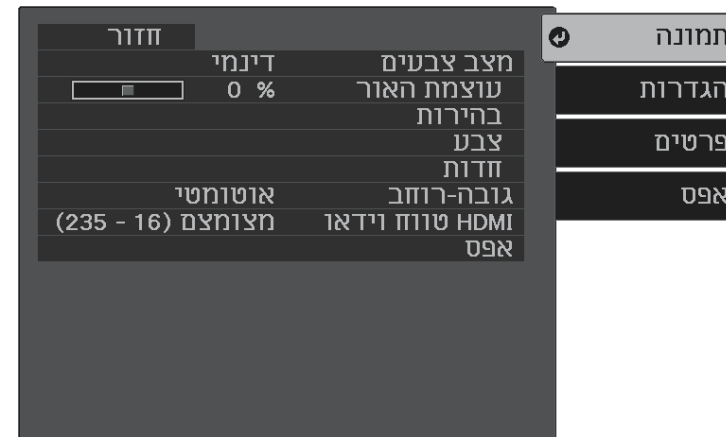 תמונה
הגדרות
פרטים
אפס
חזור
מצב צבעים דינמי
עוצמת האור 0 %
בהירות
צבע
חדות
גובה-רוחב אוטומטי
HDMI טווח וידאו מצומצם (16 - 235)
אפס